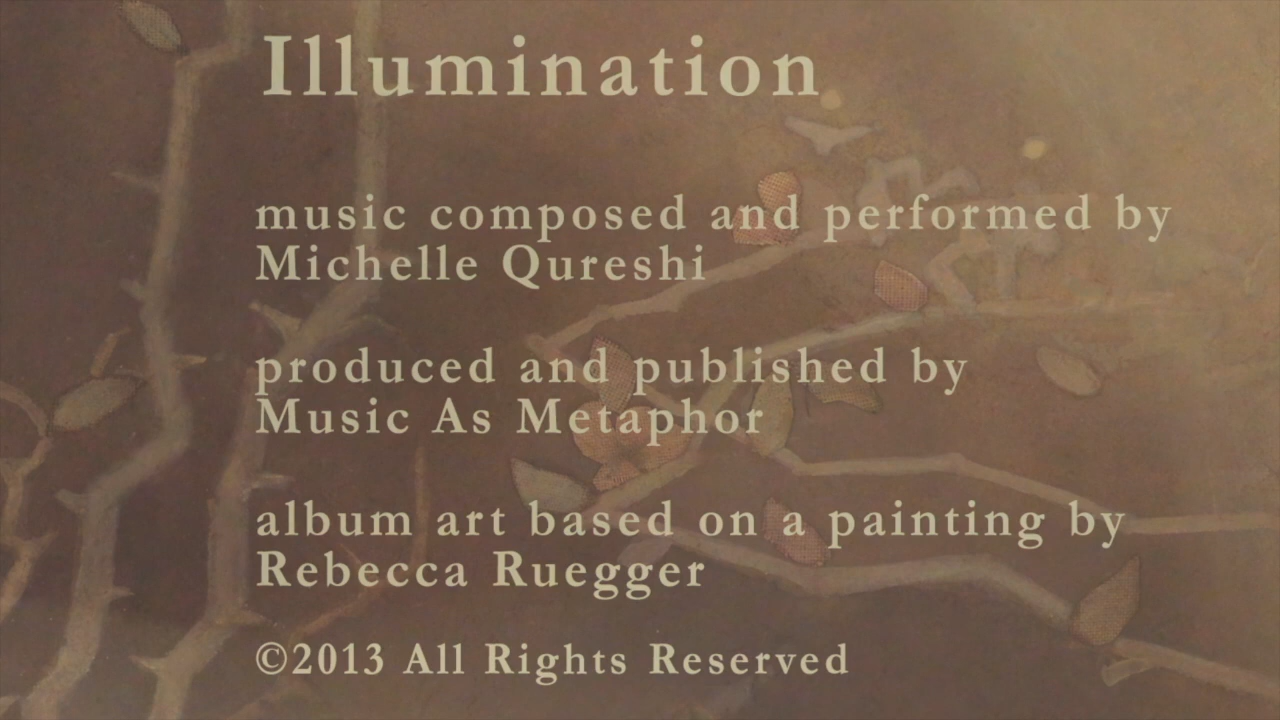 Illumination
music composed and performed by
Michelle Qureshi
produced and published by
Music As Metaphor
album art based on a painting by
Rebecca Ruegger
©2013 All Rights Reserved